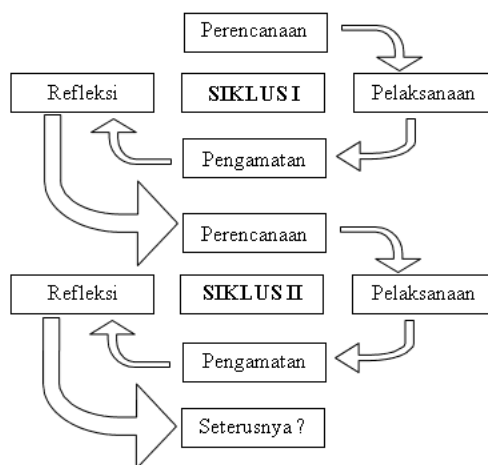 Perencanaan
Refleksi
SIKLUS I
Pelaksanaan
Pengamatan
Perencanaan
Refleksi
SIKLUS II
Pelaksanaan
Pengamatan
Seterusnya ?